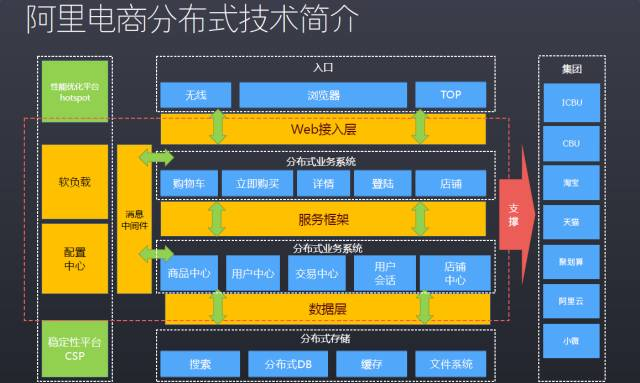 阿里电商分布式技术简介
性能优化平台
hotspot
软负载
配置
中心
稳定性平台
CSP
消息
中间件
入口
无线
浏览器
TOP
Web接入层
分布式业务系统
购物车
立即购买
详情
登陆
店铺
服务框架
分布式业务系统
商品中心
用户中心
交易中心
用户
会话
店铺
中心
数据层
分布式存储
搜索
分布式DB
缓存
文件系统
支
撑
集团
ICBU
CBU
淘宝
天猫
聚划算
阿里云
小微